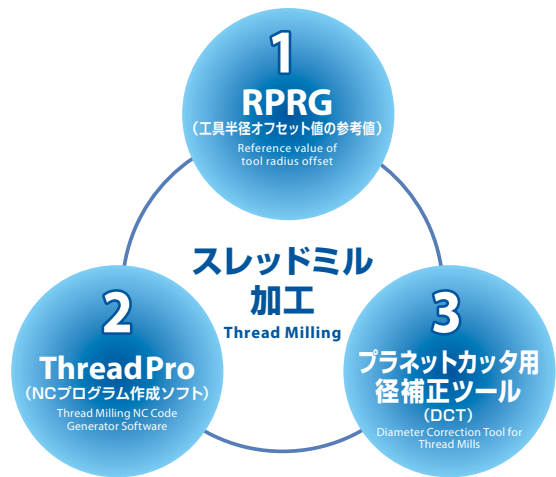 1
RPRG
（工具半径オフセット値の参考値）
Reference value of
tool radius offset
スレッドミル
加工
Thread Milling
2
ThreadPro
（NCプログラム作成ソフト）
Thread Milling NC Code
Generator Software
3
プラネットカッタ用
径補正ツール
（DCT）
Diameter Correction Tool for
Thread Mills